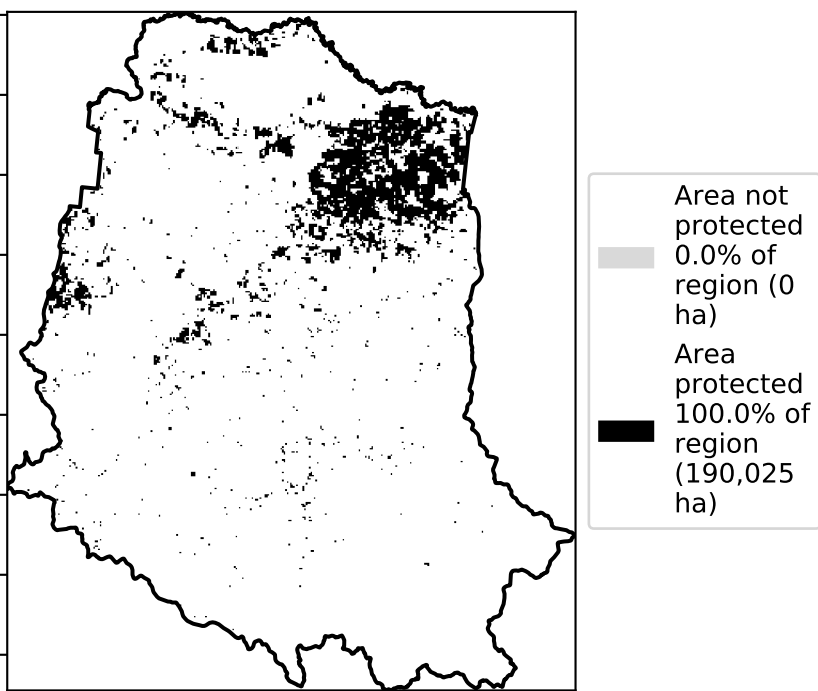 Area not
protected
0.0% of
region (0
ha)
Area
protected
100.0% of
region
(190,025
ha)